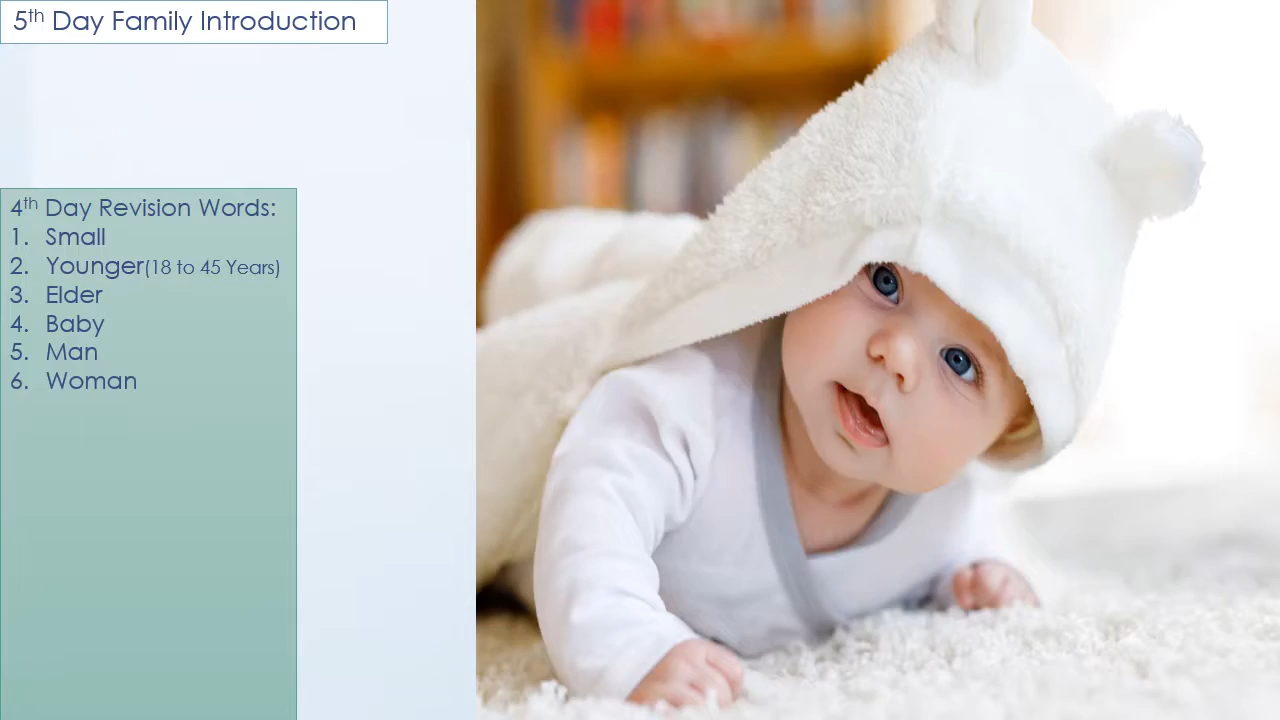 5th Day Family Introduction
4th Day Revision Words:
1. Small
2. Younger(18 to 45 Years)
3. Elder
4. Baby
5. Man
6. Woman